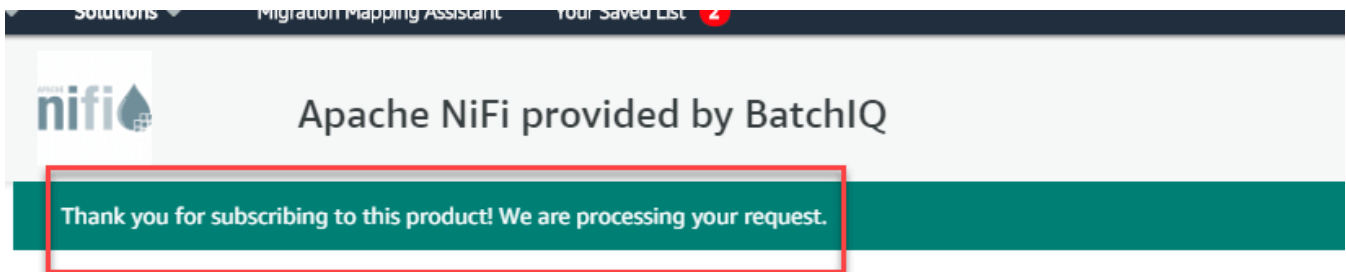 Solutions Migration Mapping Assistant Your Saved List 2
APACHE
nifi
Apache NiFi provided by BatchIQ
Thank you for subscribing to this product! We are processing your request.